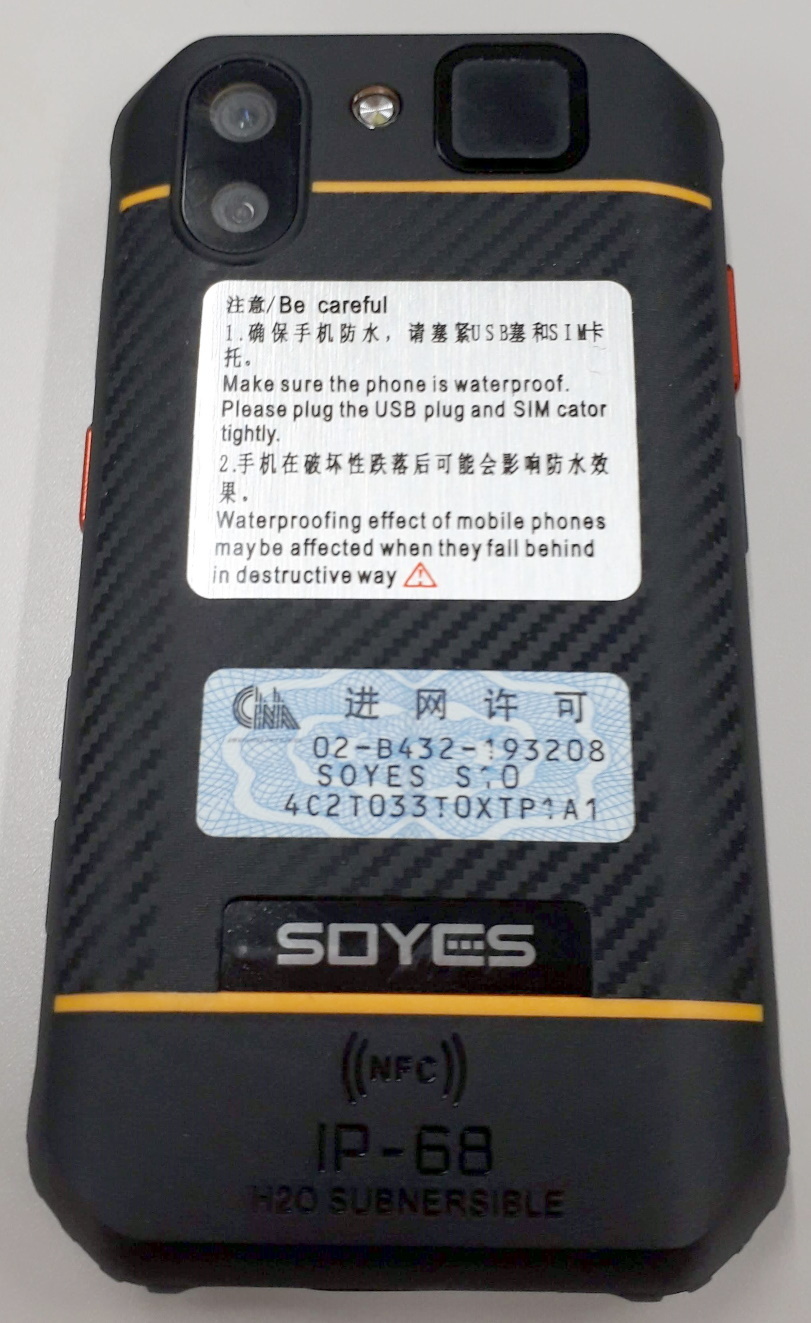 注意/Be careful
1.确保手机防水，请塞紧USB塞和SIM卡
托。
Make sure the phone is waterproof.
Please plug the USB plug and SIM cator
tightly.
2.手机在破坏性跌落后可能会影响防水效
果。
Waterproofing effect of mobile phones
maybe affected when they fall behind
in destructive way
CNA 进网许可
02-B432-193208
SOYES S10
4C2T033T0XTP1A1
SOYES
((NFC))
IP-68
H2O SUBNERSIBLE